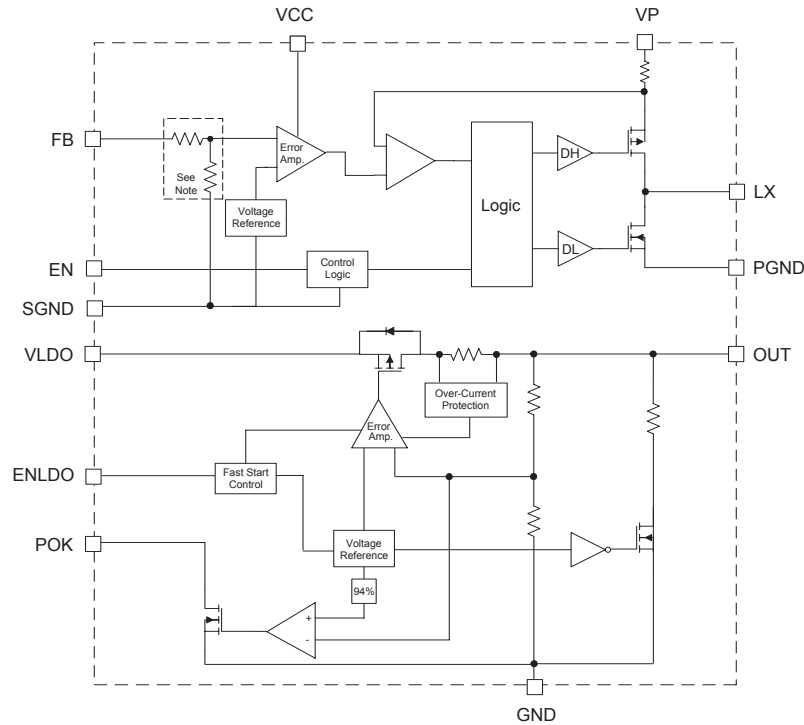 VCC
VP
FB
See
Note
Error
Amp.
Voltage
Reference
Logic
DH
DL
LX
EN
Control
Logic
PGND
SGND
VLDO
OUT
Over-Current
Protection
Error
Amp.
ENLDO
Fast Start
Control
POK
Voltage
Reference
94%
+
-
GND